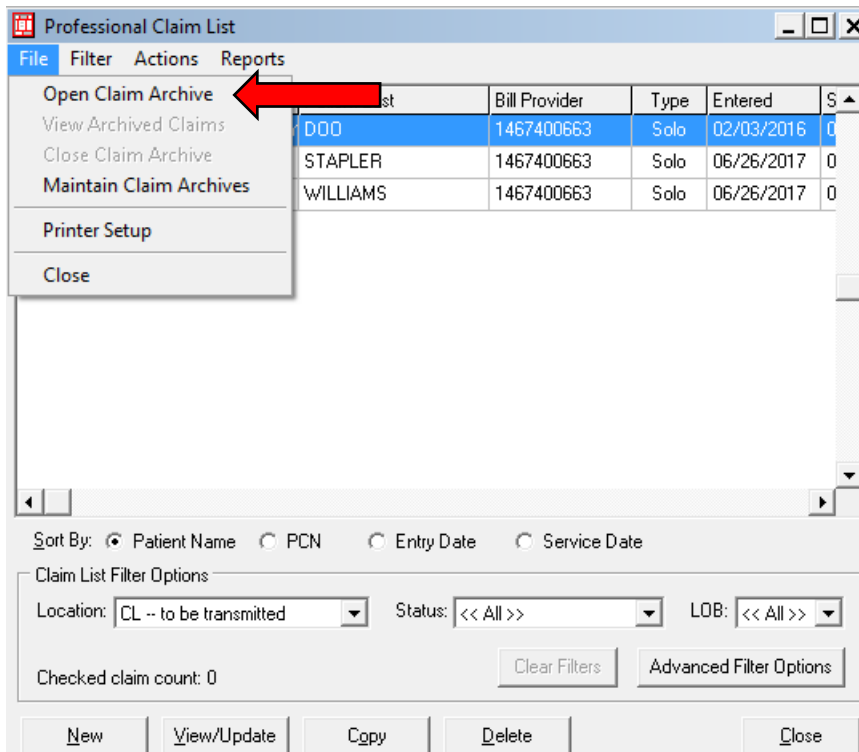 Professional Claim List
File Filter Actions Reports
Open Claim Archive
View Archived Claims
Close Claim Archive
Maintain Claim Archives
Printer Setup
Close
st Bill Provider Type Entered S
DOO 1467400663 Solo 02/03/2016 0
STAPLER 1467400663 Solo 06/26/2017 0
WILLIAMS 1467400663 Solo 06/26/2017 0
Sort By: Patient Name PCN Entry Date Service Date
Claim List Filter Options
Location: CL -- to be transmitted Status: << All >> LOB: << All >>
Checked claim count: 0 Clear Filters Advanced Filter Options
New View/Update Copy Delete Close